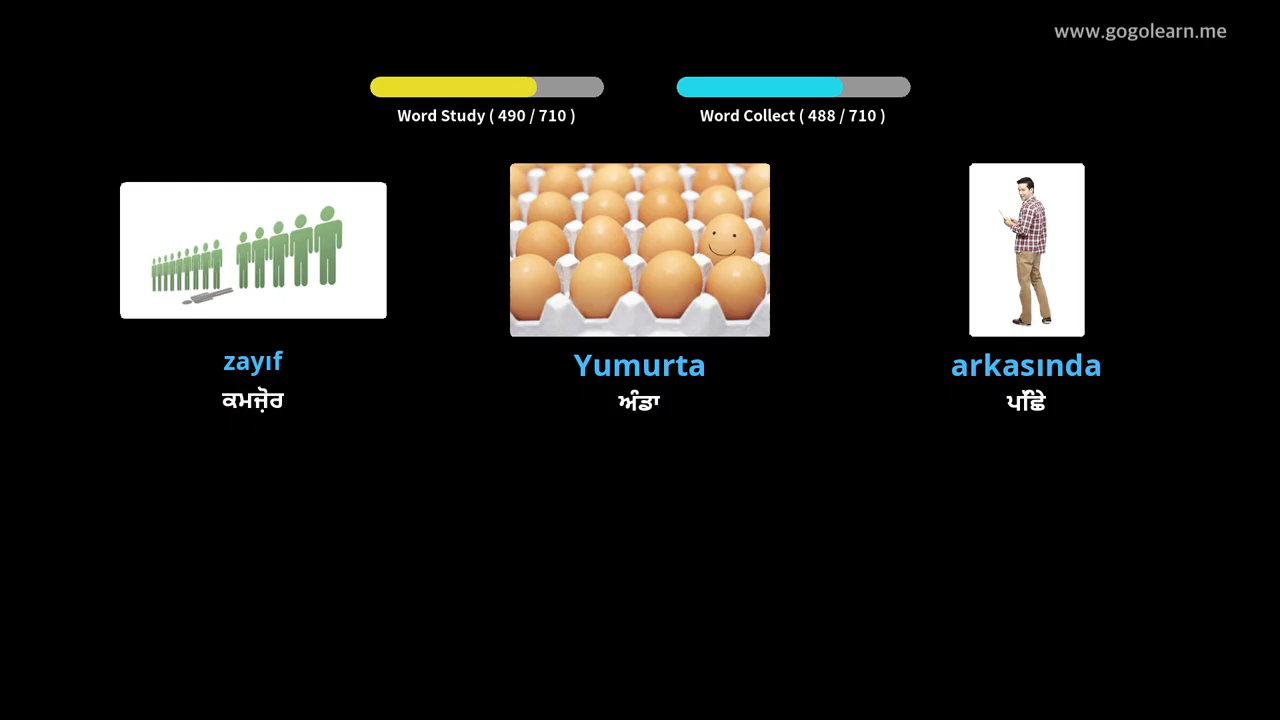 www.gogolearn.me
Word Study ( 490 / 710 )
Word Collect ( 488 / 710 )
zayıf
ਕਮਜ਼ੋਰ
Yumurta
ਅੰਡਾ
arkasında
ਪਿੱਛੇ